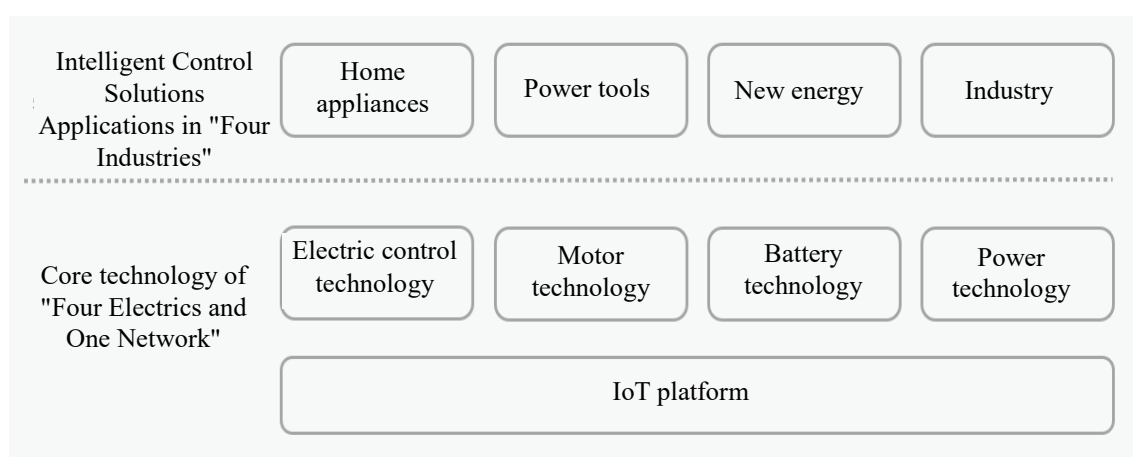 Intelligent Control
Solutions
Applications in "Four
Industries"
Home
appliances
Power tools
New energy
Industry
Core technology of
"Four Electrics and
One Network"
Electric control
technology
Motor
technology
Battery
technology
Power
technology
IoT platform